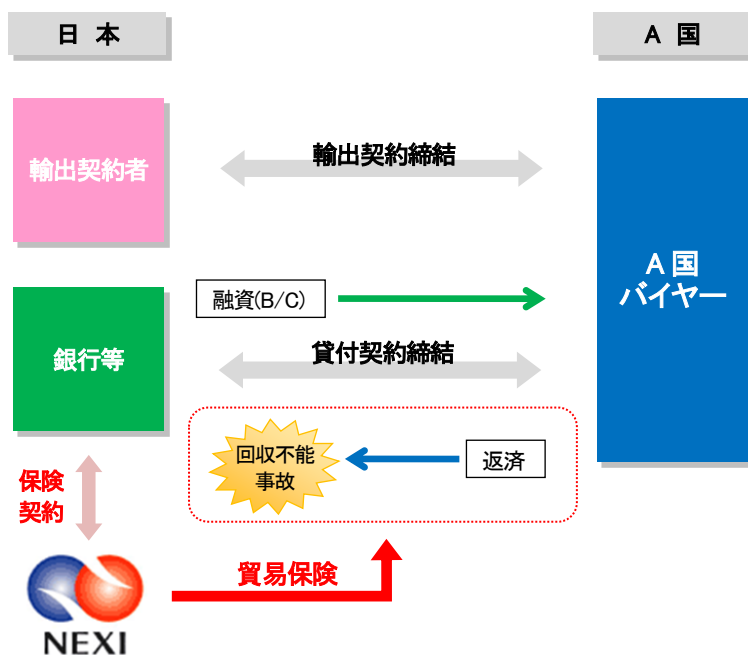 日 本
A 国
輸出契約者
輸出契約締結
A 国
バイヤー
融資(B/C)
銀行等
貸付契約締結
回収不能
事故
返済
保険
契約
貿易保険
NEXI